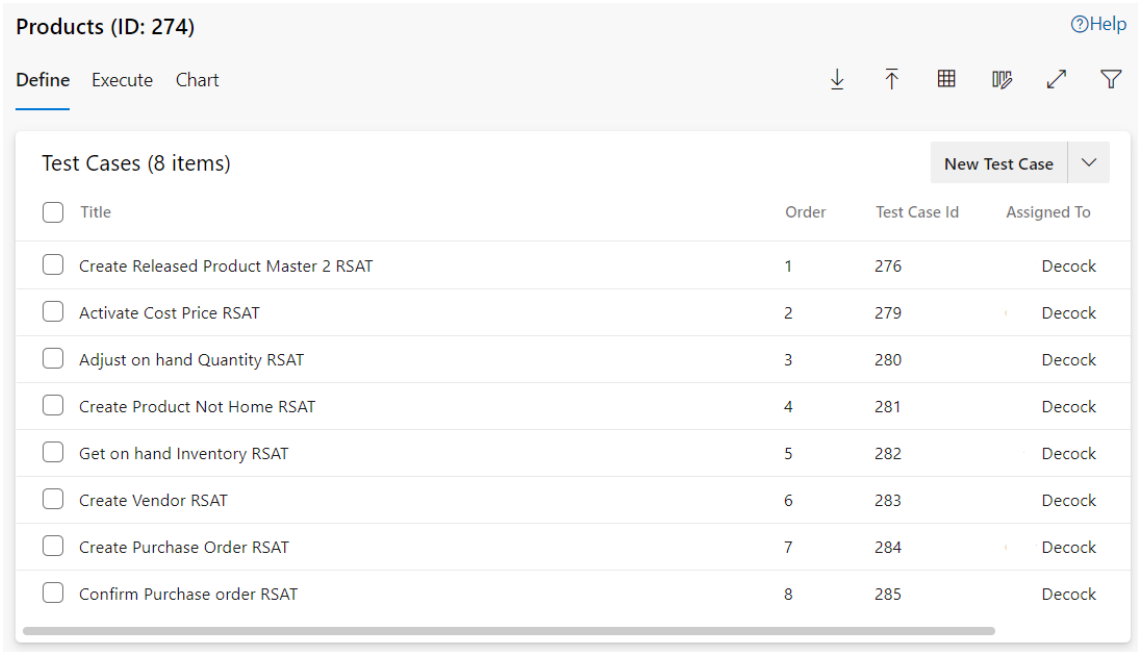 Products (ID: 274)
Help
Define Execute Chart
Test Cases (8 items)
New Test Case
Title Order Test Case Id Assigned To
Create Released Product Master 2 RSAT 1 276 Decock
Activate Cost Price RSAT 2 279 Decock
Adjust on hand Quantity RSAT 3 280 Decock
Create Product Not Home RSAT 4 281 Decock
Get on hand Inventory RSAT 5 282 Decock
Create Vendor RSAT 6 283 Decock
Create Purchase Order RSAT 7 284 Decock
Confirm Purchase order RSAT 8 285 Decock